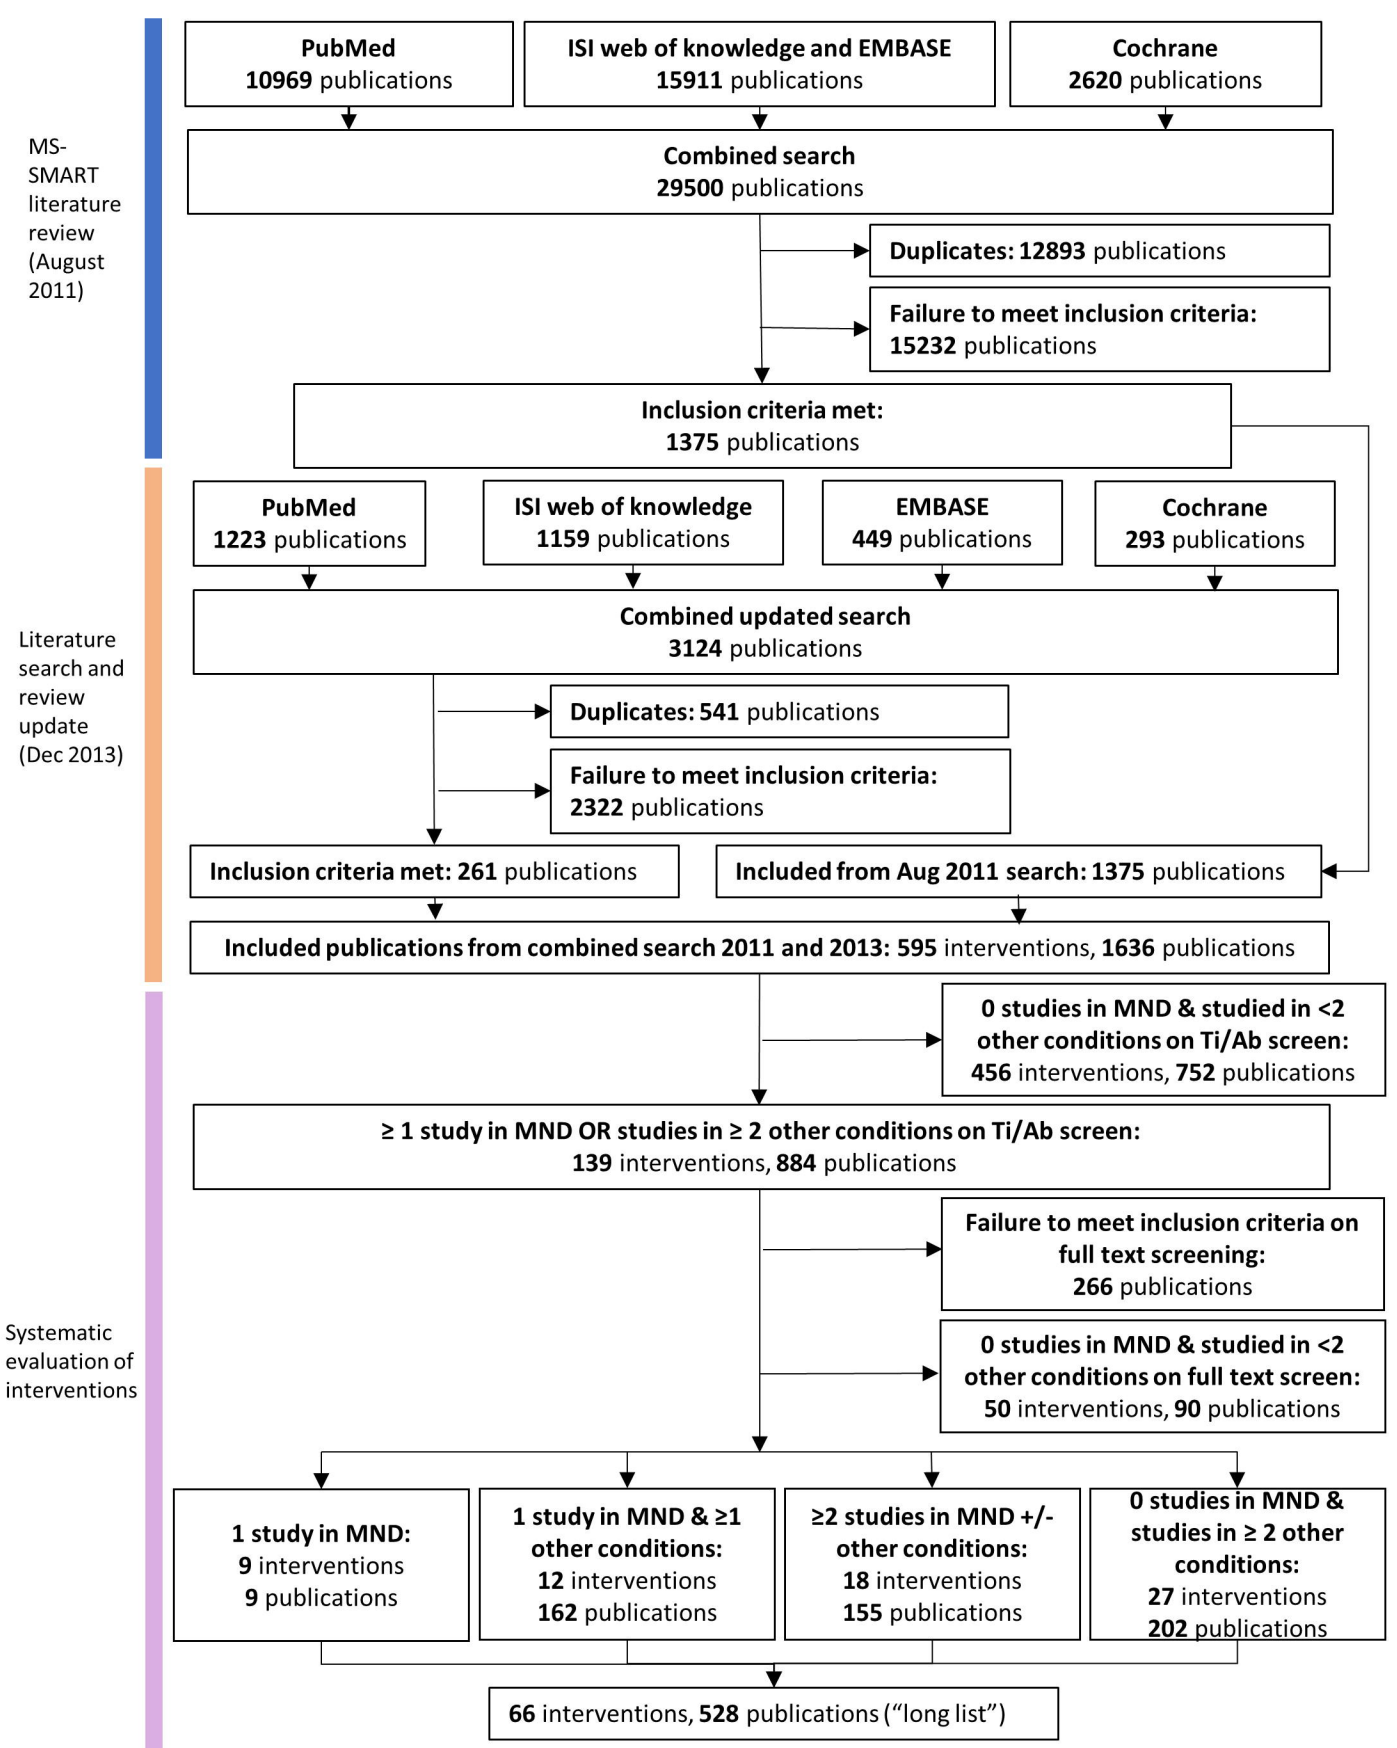 PubMed
10969 publications
ISI web of knowledge and EMBASE
15911 publications
Cochrane
2620 publications
MS-
SMART
literature
review
(August
2011)
Combined search
29500 publications
Duplicates: 12893 publications
Failure to meet inclusion criteria:
15232 publications
Inclusion criteria met:
1375 publications
PubMed
1223 publications
ISI web of knowledge
1159 publications
EMBASE
449 publications
Cochrane
293 publications
Literature
search and
review
update
(Dec 2013)
Combined updated search
3124 publications
Duplicates: 541 publications
Failure to meet inclusion criteria:
2322 publications
Inclusion criteria met: 261 publications
Included from Aug 2011 search: 1375 publications
Included publications from combined search 2011 and 2013: 595 interventions, 1636 publications
0 studies in MND & studied in <2
other conditions on Ti/Ab screen:
456 interventions, 752 publications
≥ 1 study in MND OR studies in ≥ 2 other conditions on Ti/Ab screen:
139 interventions, 884 publications
Failure to meet inclusion criteria on
full text screening:
266 publications
Systematic
evaluation of
interventions
0 studies in MND & studied in <2
other conditions on full text screen:
50 interventions, 90 publications
1 study in MND:
9 interventions
9 publications
1 study in MND & ≥1
other conditions:
12 interventions
162 publications
≥2 studies in MND +/-
other conditions:
18 interventions
155 publications
0 studies in MND &
studies in ≥ 2 other
conditions:
27 interventions
202 publications
66 interventions, 528 publications (“long list”)